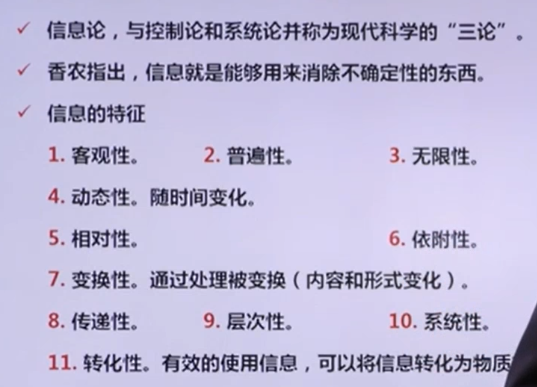 ✓ 信息论，与控制论和系统论并称为现代科学的“三论”。
✓ 香农指出，信息就是能够用来消除不确定性的东西。
✓ 信息的特征
1. 客观性。 2. 普遍性。 3. 无限性。
4. 动态性。随时间变化。
5. 相对性。 6. 依附性。
7. 变换性。通过处理被变换（内容和形式变化）。
8. 传递性。 9. 层次性。 10. 系统性。
11. 转化性。有效的使用信息，可以将信息转化为物质